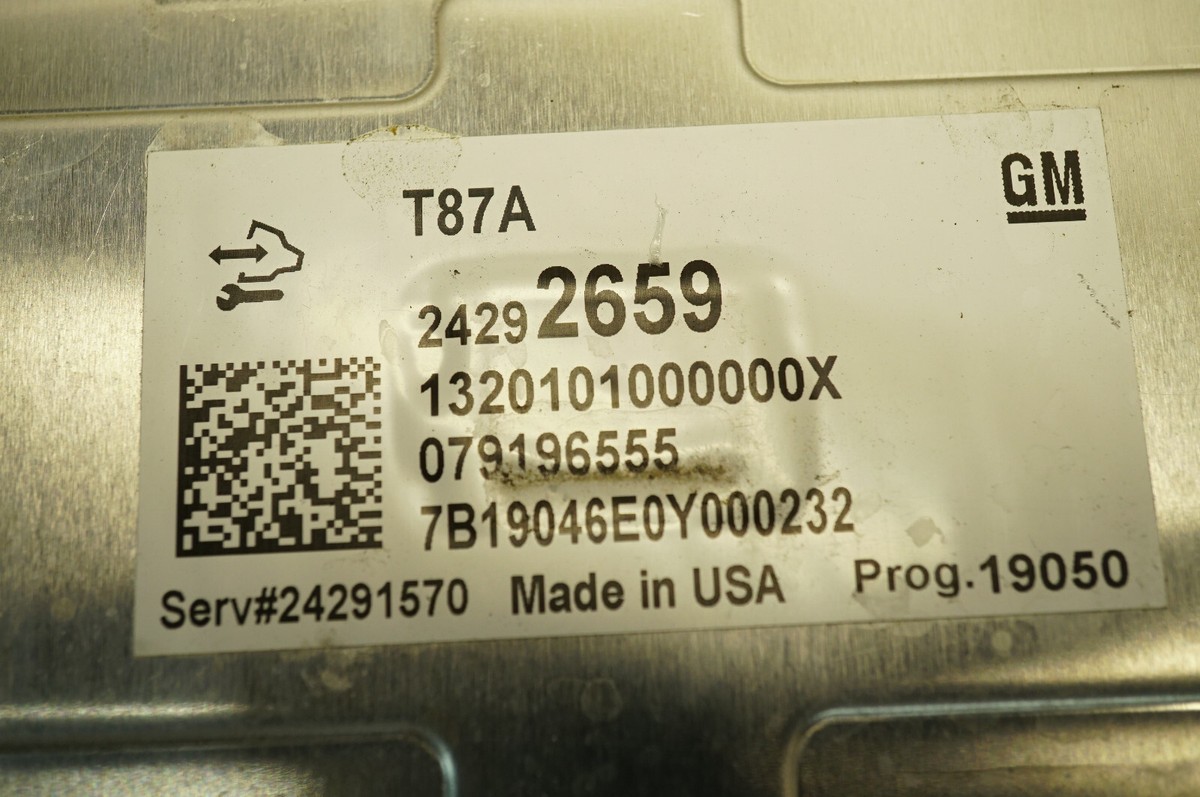 GM
T87A
24292659
1320101000000X
079196555
7B19046E0Y000232
Serv#24291570 Made in USA Prog.19050